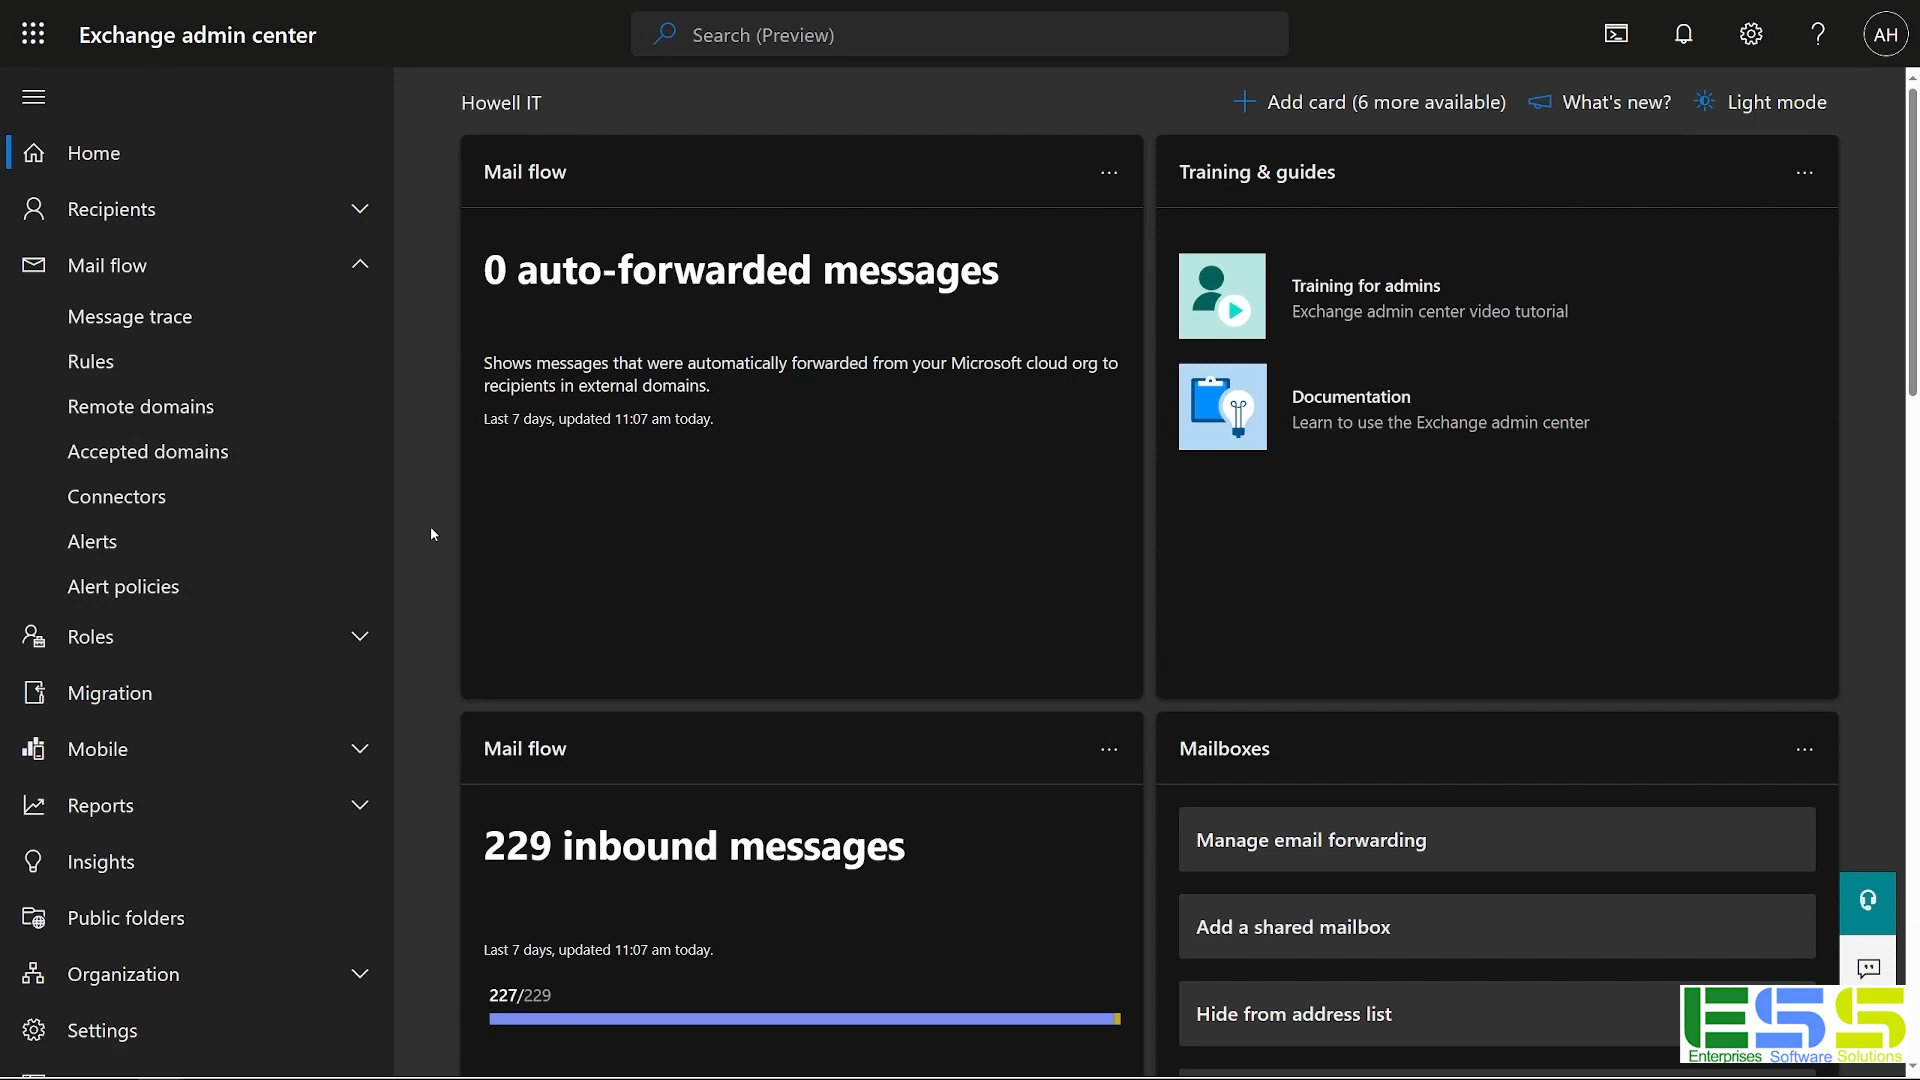 Exchange admin center
Search (Preview)
AH
Home
Recipients
Mail flow
Message trace
Rules
Remote domains
Accepted domains
Connectors
Alerts
Alert policies
Roles
Migration
Mobile
Reports
Insights
Public folders
Organization
Settings
Howell IT
Add card (6 more available)
What's new?
Light mode
Mail flow
0 auto-forwarded messages
Shows messages that were automatically forwarded from your Microsoft cloud org to
recipients in external domains.
Last 7 days, updated 11:07 am today.
Training & guides
Training for admins
Exchange admin center video tutorial
Documentation
Learn to use the Exchange admin center
Mail flow
229 inbound messages
Last 7 days, updated 11:07 am today.
227/229
Mailboxes
Manage email forwarding
Add a shared mailbox
Hide from address list
ESS
Enterprises Software Solutions